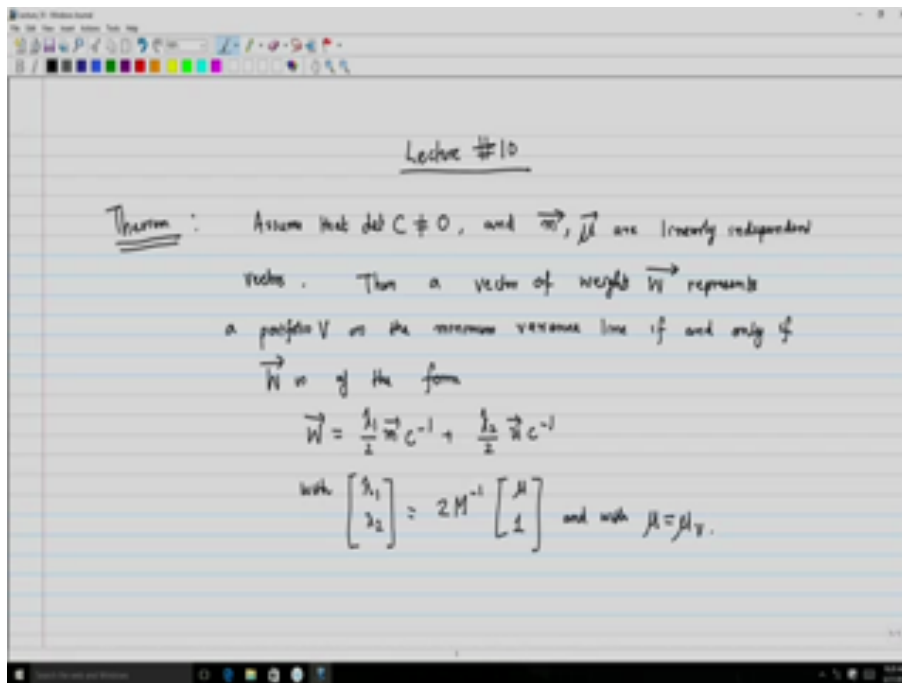 Lecture #10
Theorem : Assume that det C ≠ 0, and m⃗, μ⃗ are linearly independent
vectors. Then a vector of weights W⃗ represents
a portfolio V on the minimum variance line if and only if
W⃗ is of the form
W⃗ = λ₁/2 m⃗ C⁻¹ + λ₂/2 u⃗ C⁻¹
with [λ₁ λ₂] = 2M⁻¹ [μ 1] and with μ = μ_V.